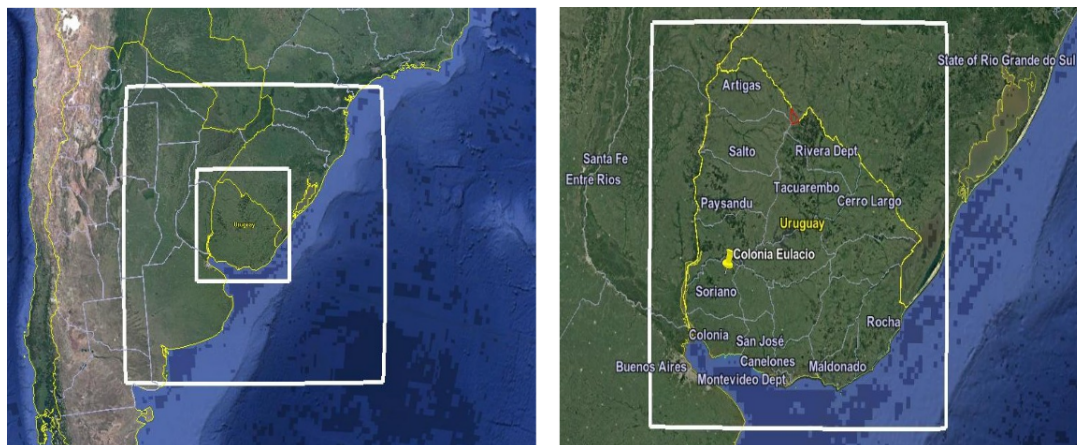 Uruguay
State of Rio Grande do Sul
Artigas
Santa Fe
Salto
Rivera Dept
Entre Rios
Tacuarembo
Paysandu
Cerro Largo
Uruguay
Colonia Eulacio
Soriano
Rocha
Colonia
San José
Buenos Aires
Canelones
Maldonado
Montevideo Dept